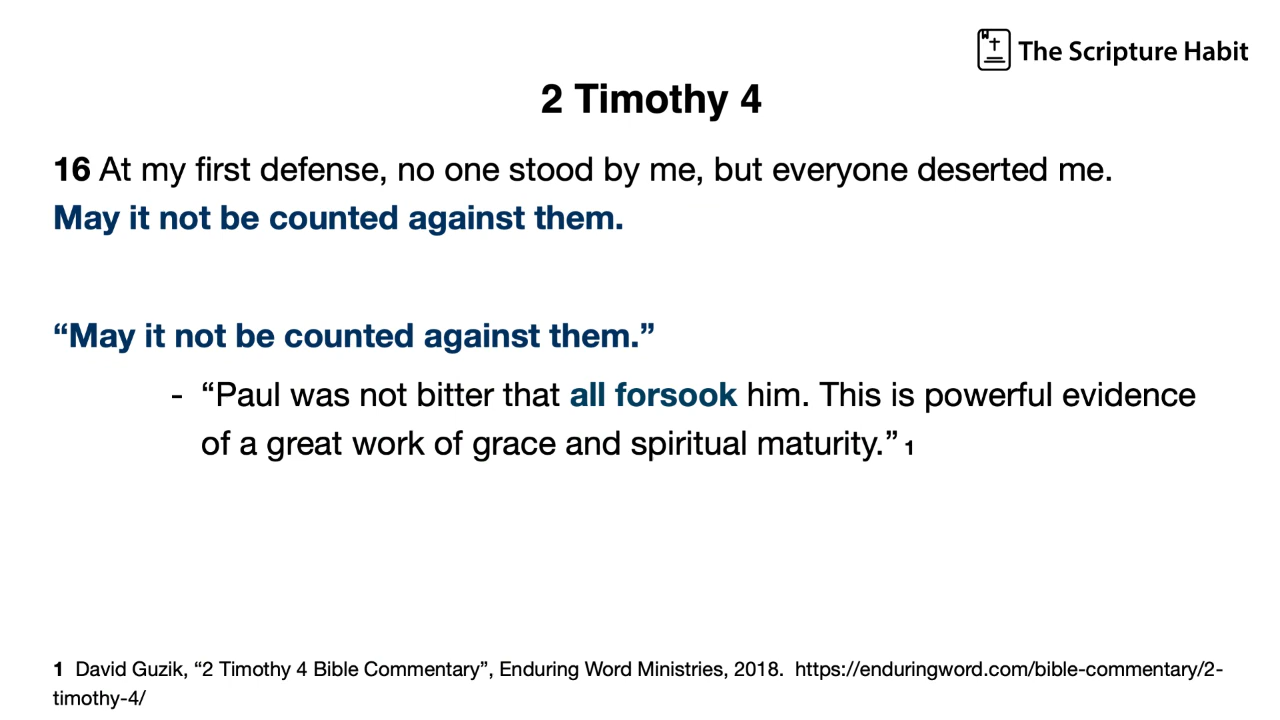 The Scripture Habit
2 Timothy 4
16 At my first defense, no one stood by me, but everyone deserted me.
May it not be counted against them.
“May it not be counted against them.”
- “Paul was not bitter that all forsook him. This is powerful evidence
of a great work of grace and spiritual maturity.” 1
1 David Guzik, “2 Timothy 4 Bible Commentary”, Enduring Word Ministries, 2018. https://enduringword.com/bible-commentary/2-
timothy-4/